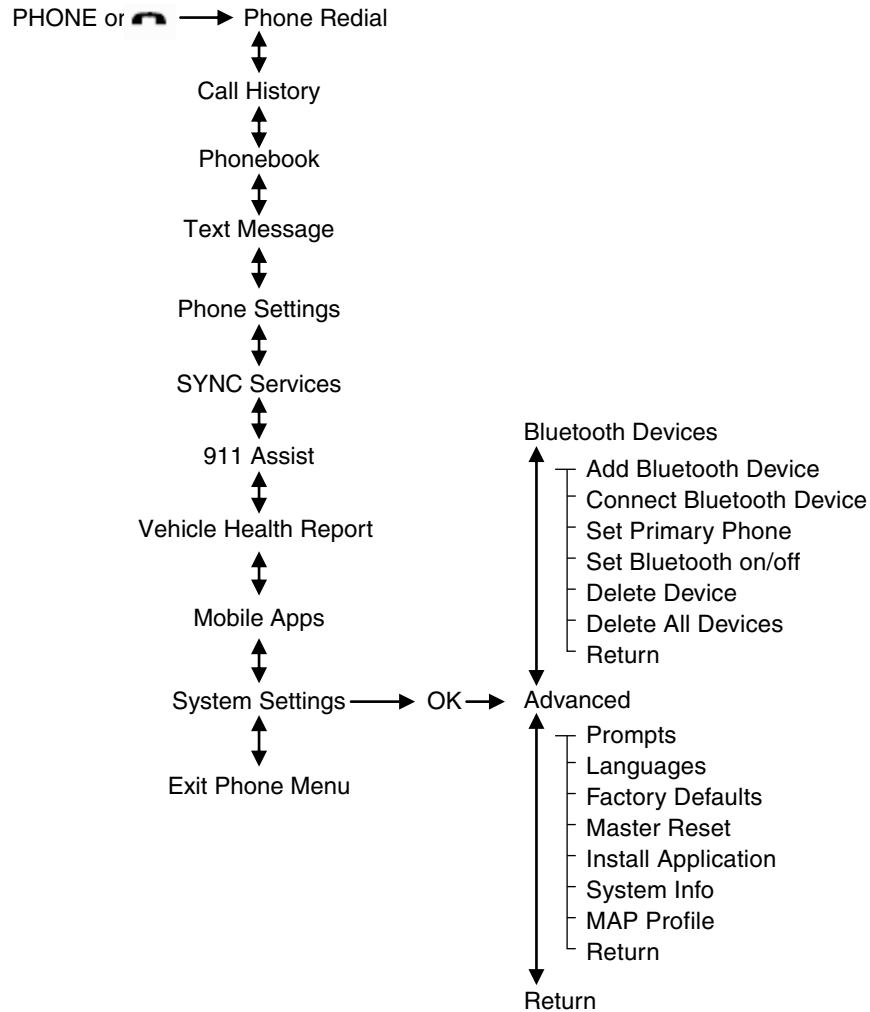 PHONE or → Phone Redial
Call History
Phonebook
Text Message
Phone Settings
SYNC Services
911 Assist
Vehicle Health Report
Mobile Apps
System Settings → OK → Advanced
Exit Phone Menu
Bluetooth Devices
Add Bluetooth Device
Connect Bluetooth Device
Set Primary Phone
Set Bluetooth on/off
Delete Device
Delete All Devices
Return
Prompts
Languages
Factory Defaults
Master Reset
Install Application
System Info
MAP Profile
Return
Return